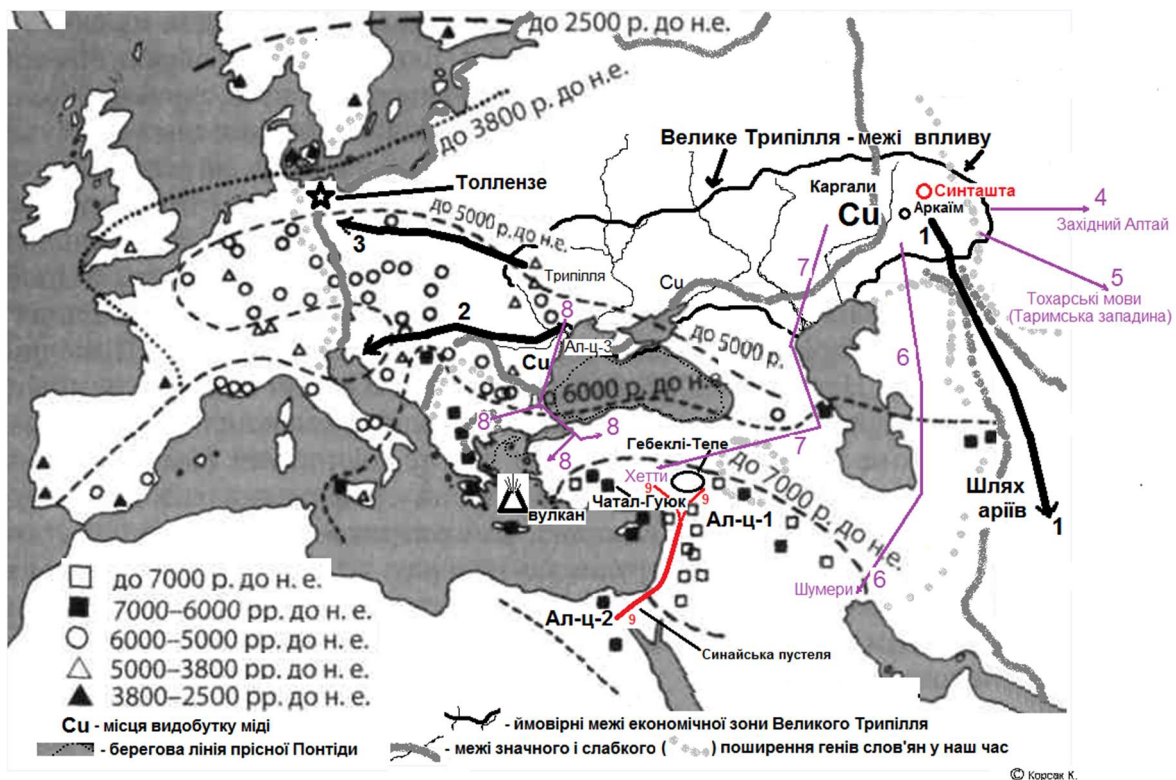 до 2500 р. до н.е.
до 3800 р. до н.е.
Велике Трипілля - межі впливу
Толлензе
Каргали
Синташта
Cu
Аркаїм
4
Західний Алтай
до 5000 р. до н.е.
1
3
Трипілля
7
5
Тохарські мови
(Таримська западина)
Cu
2
8
6
Ал-ц-3
Cu
до 5000 р.
6000 р. до н.е.
8
8
8
Гебеклі-Тепе
7
Хетти
до 7000 р. до н.е.
9
9
Чатал-Гуюк
вулкан
Ал-ц-1
Шлях
аріїв
1
6
Шумери
Ал-ц-2
9
Синайська пустеля
до 7000 р. до н. е.
7000–6000 рр. до н. е.
6000–5000 рр. до н. е.
5000–3800 рр. до н. е.
3800–2500 рр. до н. е.
Cu - місця видобутку міді
- берегова лінія прісної Понтіди
- ймовірні межі економічної зони Великого Трипілля
- межі значного і слабкого ( ) поширення генів слов'ян у наш час
© Корсак К.